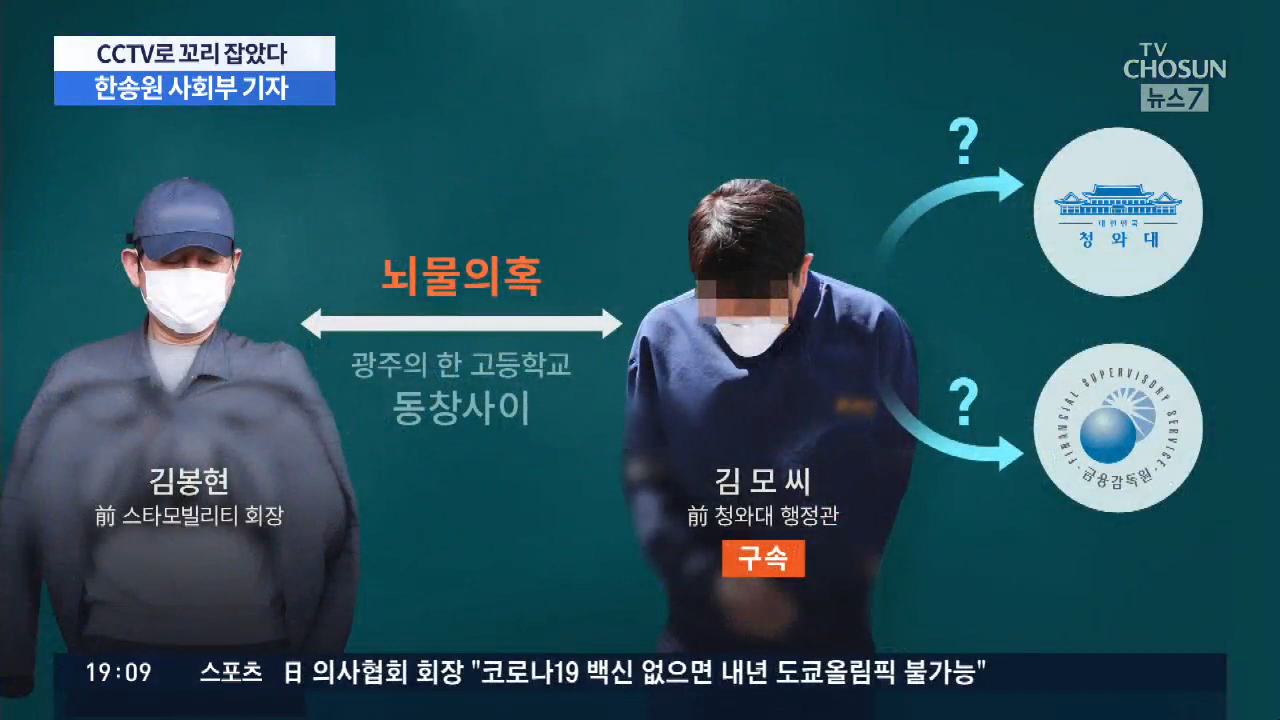 CCTV로 꼬리 잡았다
한송원 사회부 기자
TV
CHOSUN
뉴스7
?
대한민국
청와대
뇌물의혹
광주의 한 고등학교
동창사이
?
FINANCIAL SUPERVISORY SERVICE
금융감독원
김봉현
前 스타모빌리티 회장
김 모 씨
前 청와대 행정관
구속
19:09 스포츠 日 의사협회 회장 "코로나19 백신 없으면 내년 도쿄올림픽 불가능"